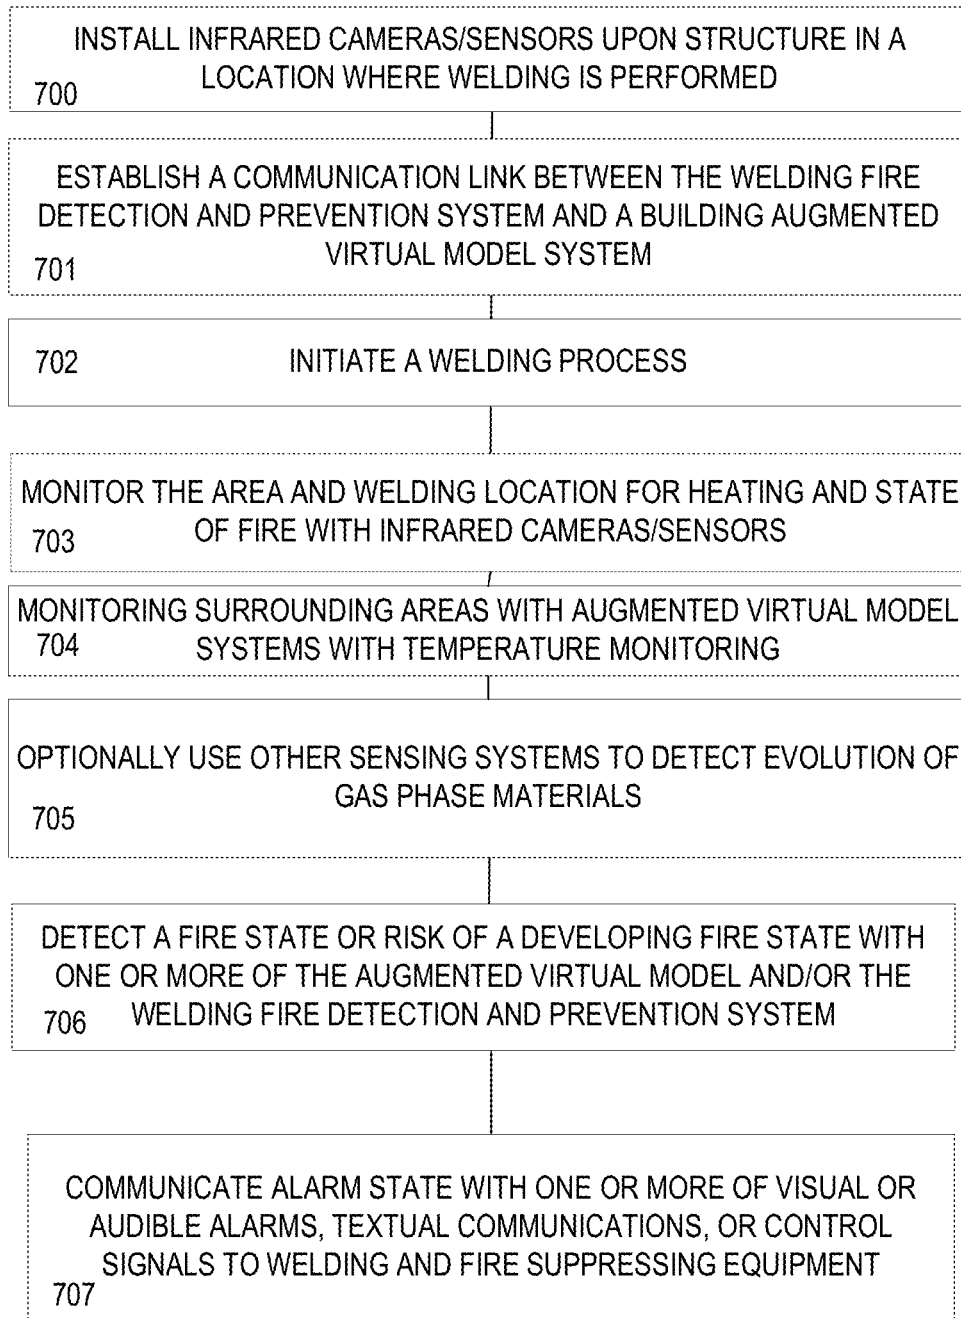 INSTALL INFRARED CAMERAS/SENSORS UPON STRUCTURE IN A
LOCATION WHERE WELDING IS PERFORMED
700
ESTABLISH A COMMUNICATION LINK BETWEEN THE WELDING FIRE
DETECTION AND PREVENTION SYSTEM AND A BUILDING AUGMENTED
VIRTUAL MODEL SYSTEM
701
702
INITIATE A WELDING PROCESS
MONITOR THE AREA AND WELDING LOCATION FOR HEATING AND STATE
OF FIRE WITH INFRARED CAMERAS/SENSORS
703
MONITORING SURROUNDING AREAS WITH AUGMENTED VIRTUAL MODEL
704
SYSTEMS WITH TEMPERATURE MONITORING
OPTIONALLY USE OTHER SENSING SYSTEMS TO DETECT EVOLUTION OF
GAS PHASE MATERIALS
705
DETECT A FIRE STATE OR RISK OF A DEVELOPING FIRE STATE WITH
ONE OR MORE OF THE AUGMENTED VIRTUAL MODEL AND/OR THE
WELDING FIRE DETECTION AND PREVENTION SYSTEM
706
COMMUNICATE ALARM STATE WITH ONE OR MORE OF VISUAL OR
AUDIBLE ALARMS, TEXTUAL COMMUNICATIONS, OR CONTROL
SIGNALS TO WELDING AND FIRE SUPPRESSING EQUIPMENT
707